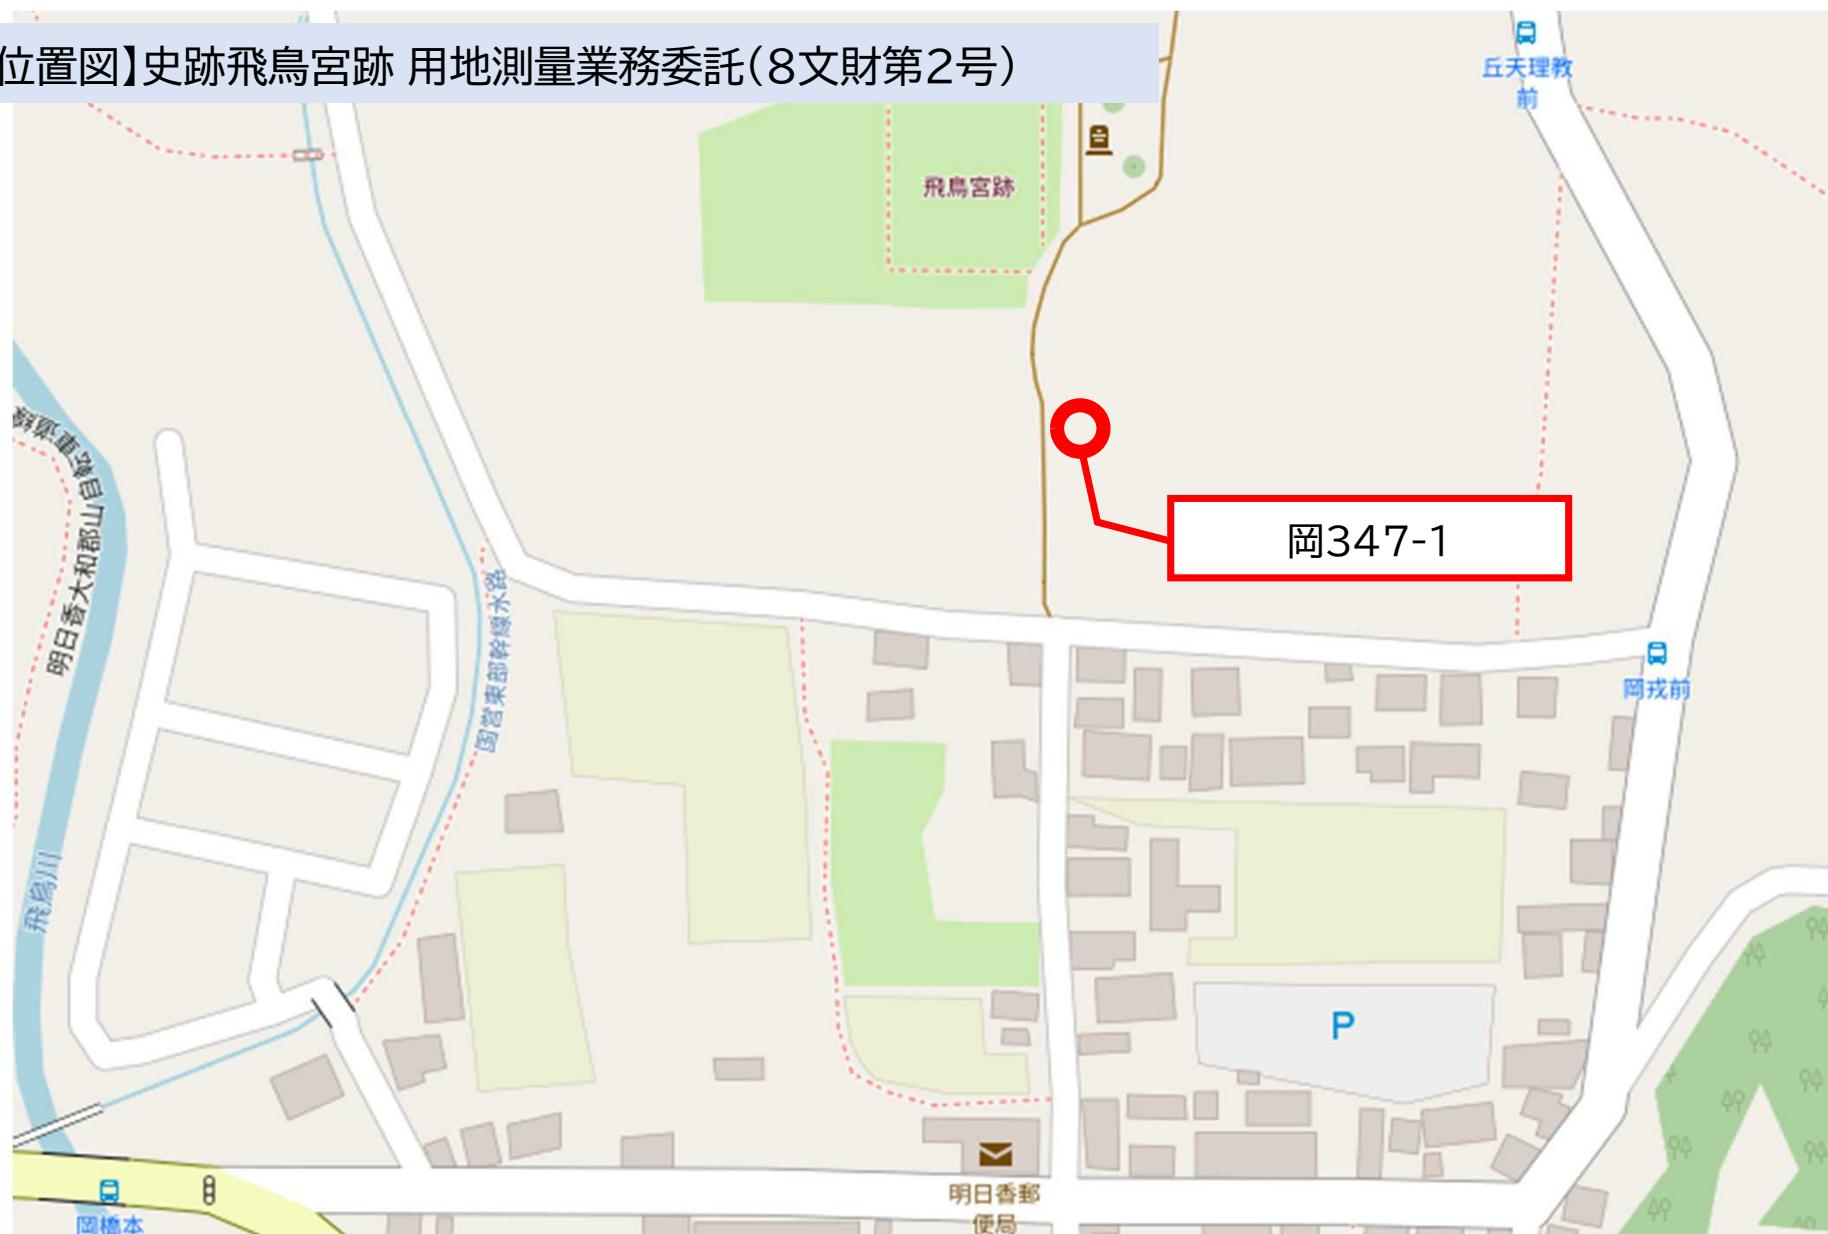 位置図】史跡飛鳥宮跡 用地測量業務委託(8文財第2号)
丘天理教
前
飛鳥宮跡
岡347-1
明日香大和郡山自転車道線
国営東部幹線水路
岡戎前
飛鳥川
P
明日香郵
便局
岡橋本